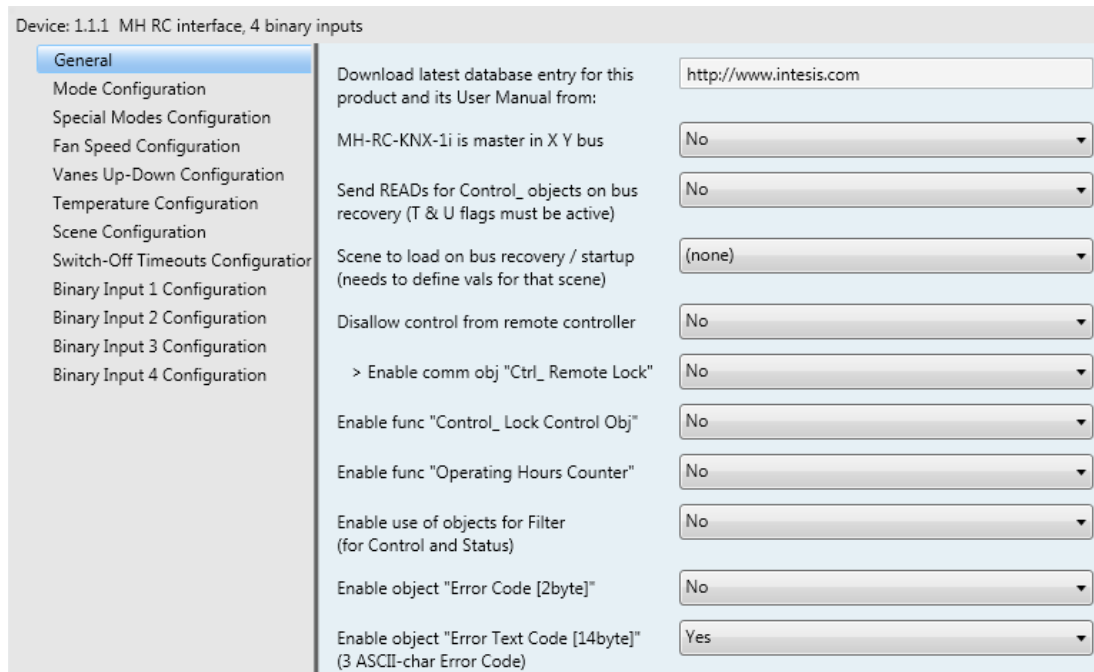 Device: 1.1.1 MH RC interface, 4 binary inputs
General
Mode Configuration
Special Modes Configuration
Fan Speed Configuration
Vanes Up-Down Configuration
Temperature Configuration
Scene Configuration
Switch-Off Timeouts Configuration
Binary Input 1 Configuration
Binary Input 2 Configuration
Binary Input 3 Configuration
Binary Input 4 Configuration
Download latest database entry for this
product and its User Manual from:
http://www.intesis.com
MH-RC-KNX-1i is master in X Y bus
No
Send READs for Control_ objects on bus
recovery (T & U flags must be active)
No
Scene to load on bus recovery / startup
(needs to define vals for that scene)
(none)
Disallow control from remote controller
No
> Enable comm obj "Ctrl_ Remote Lock"
No
Enable func "Control_ Lock Control Obj"
No
Enable func "Operating Hours Counter"
No
Enable use of objects for Filter
(for Control and Status)
No
Enable object "Error Code [2byte]"
No
Enable object "Error Text Code [14byte]"
(3 ASCII-char Error Code)
Yes